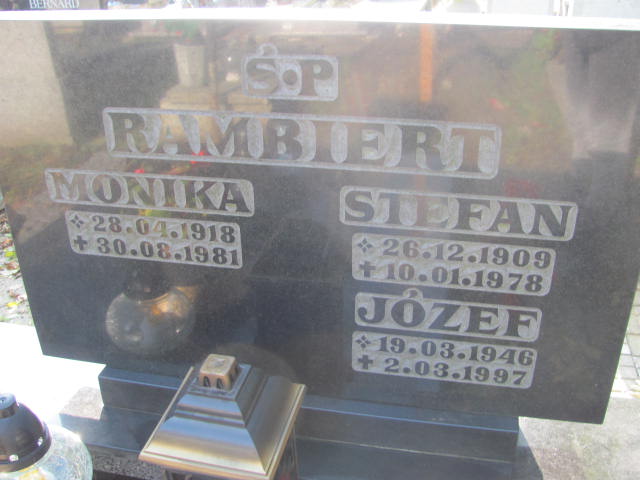 BERNARD
Ś•P
RAMBIERT
MONIKA
28.04.1918
✝ 30.08.1981
STEFAN
26.12.1909
✝ 10.01.1978
JÓZEF
19.03.1946
✝ 2.03.1997